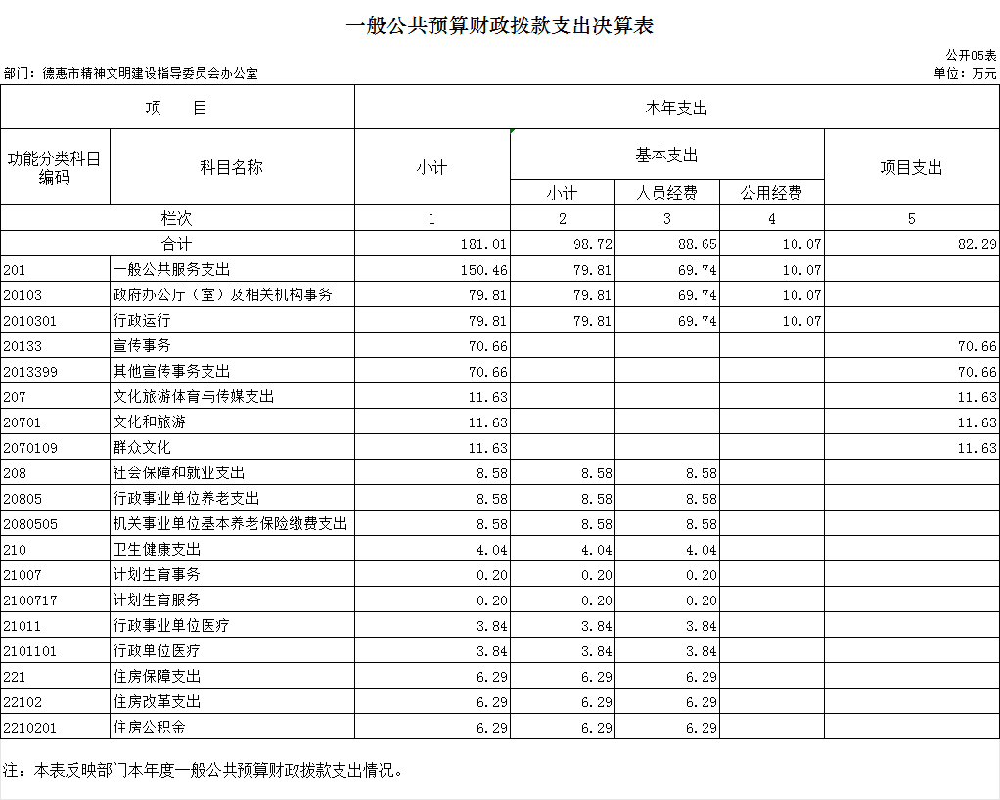 一般公共预算财政拨款支出决算表
公开05表
部门：德惠市精神文明建设指导委员会办公室 单位：万元
项 目 本年支出
功能分类科目编码 科目名称 小计 基本支出 项目支出
小计 人员经费 公用经费
栏次 1 2 3 4 5
合计 181.01 98.72 88.65 10.07 82.29
201 一般公共服务支出 150.46 79.81 69.74 10.07
20103 政府办公厅（室）及相关机构事务 79.81 79.81 69.74 10.07
2010301 行政运行 79.81 79.81 69.74 10.07
20133 宣传事务 70.66 70.66
2013399 其他宣传事务支出 70.66 70.66
207 文化旅游体育与传媒支出 11.63 11.63
20701 文化和旅游 11.63 11.63
2070109 群众文化 11.63 11.63
208 社会保障和就业支出 8.58 8.58 8.58
20805 行政事业单位养老支出 8.58 8.58 8.58
2080505 机关事业单位基本养老保险缴费支出 8.58 8.58 8.58
210 卫生健康支出 4.04 4.04 4.04
21007 计划生育事务 0.20 0.20 0.20
2100717 计划生育服务 0.20 0.20 0.20
21011 行政事业单位医疗 3.84 3.84 3.84
2101101 行政单位医疗 3.84 3.84 3.84
221 住房保障支出 6.29 6.29 6.29
22102 住房改革支出 6.29 6.29 6.29
2210201 住房公积金 6.29 6.29 6.29
注：本表反映部门本年度一般公共预算财政拨款支出情况。